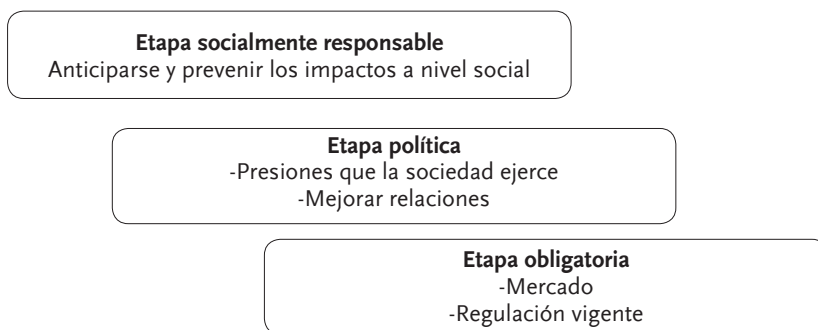 Etapa socialmente responsable
Anticiparse y prevenir los impactos a nivel social
Etapa política
-Presiones que la sociedad ejerce
-Mejorar relaciones
Etapa obligatoria
-Mercado
-Regulación vigente